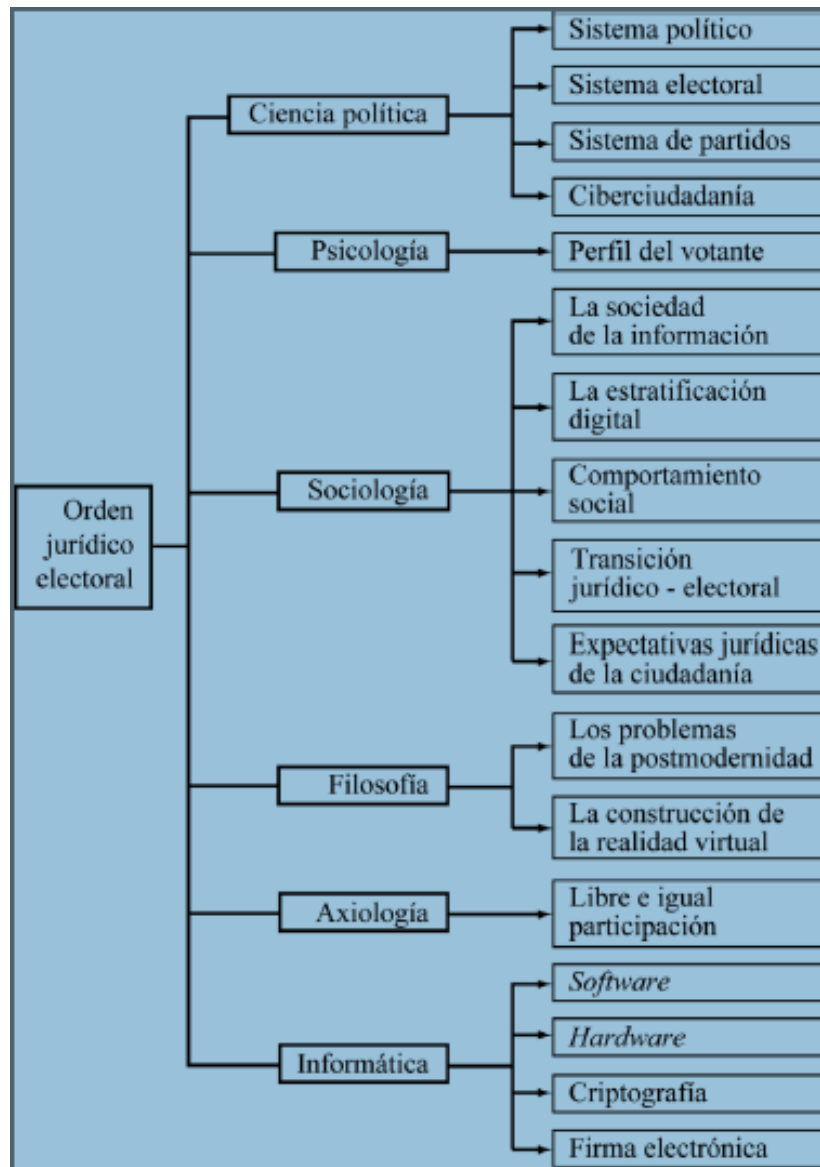 Orden
jurídico
electoral
Ciencia política
Sistema político
Sistema electoral
Sistema de partidos
Ciberciudadanía
Psicología
Perfil del votante
Sociología
La sociedad
de la información
La estratificación
digital
Comportamiento
social
Transición
jurídico - electoral
Expectativas jurídicas
de la ciudadanía
Filosofía
Los problemas
de la postmodernidad
La construcción de
la realidad virtual
Axiología
Libre e igual
participación
Informática
Software
Hardware
Criptografía
Firma electrónica